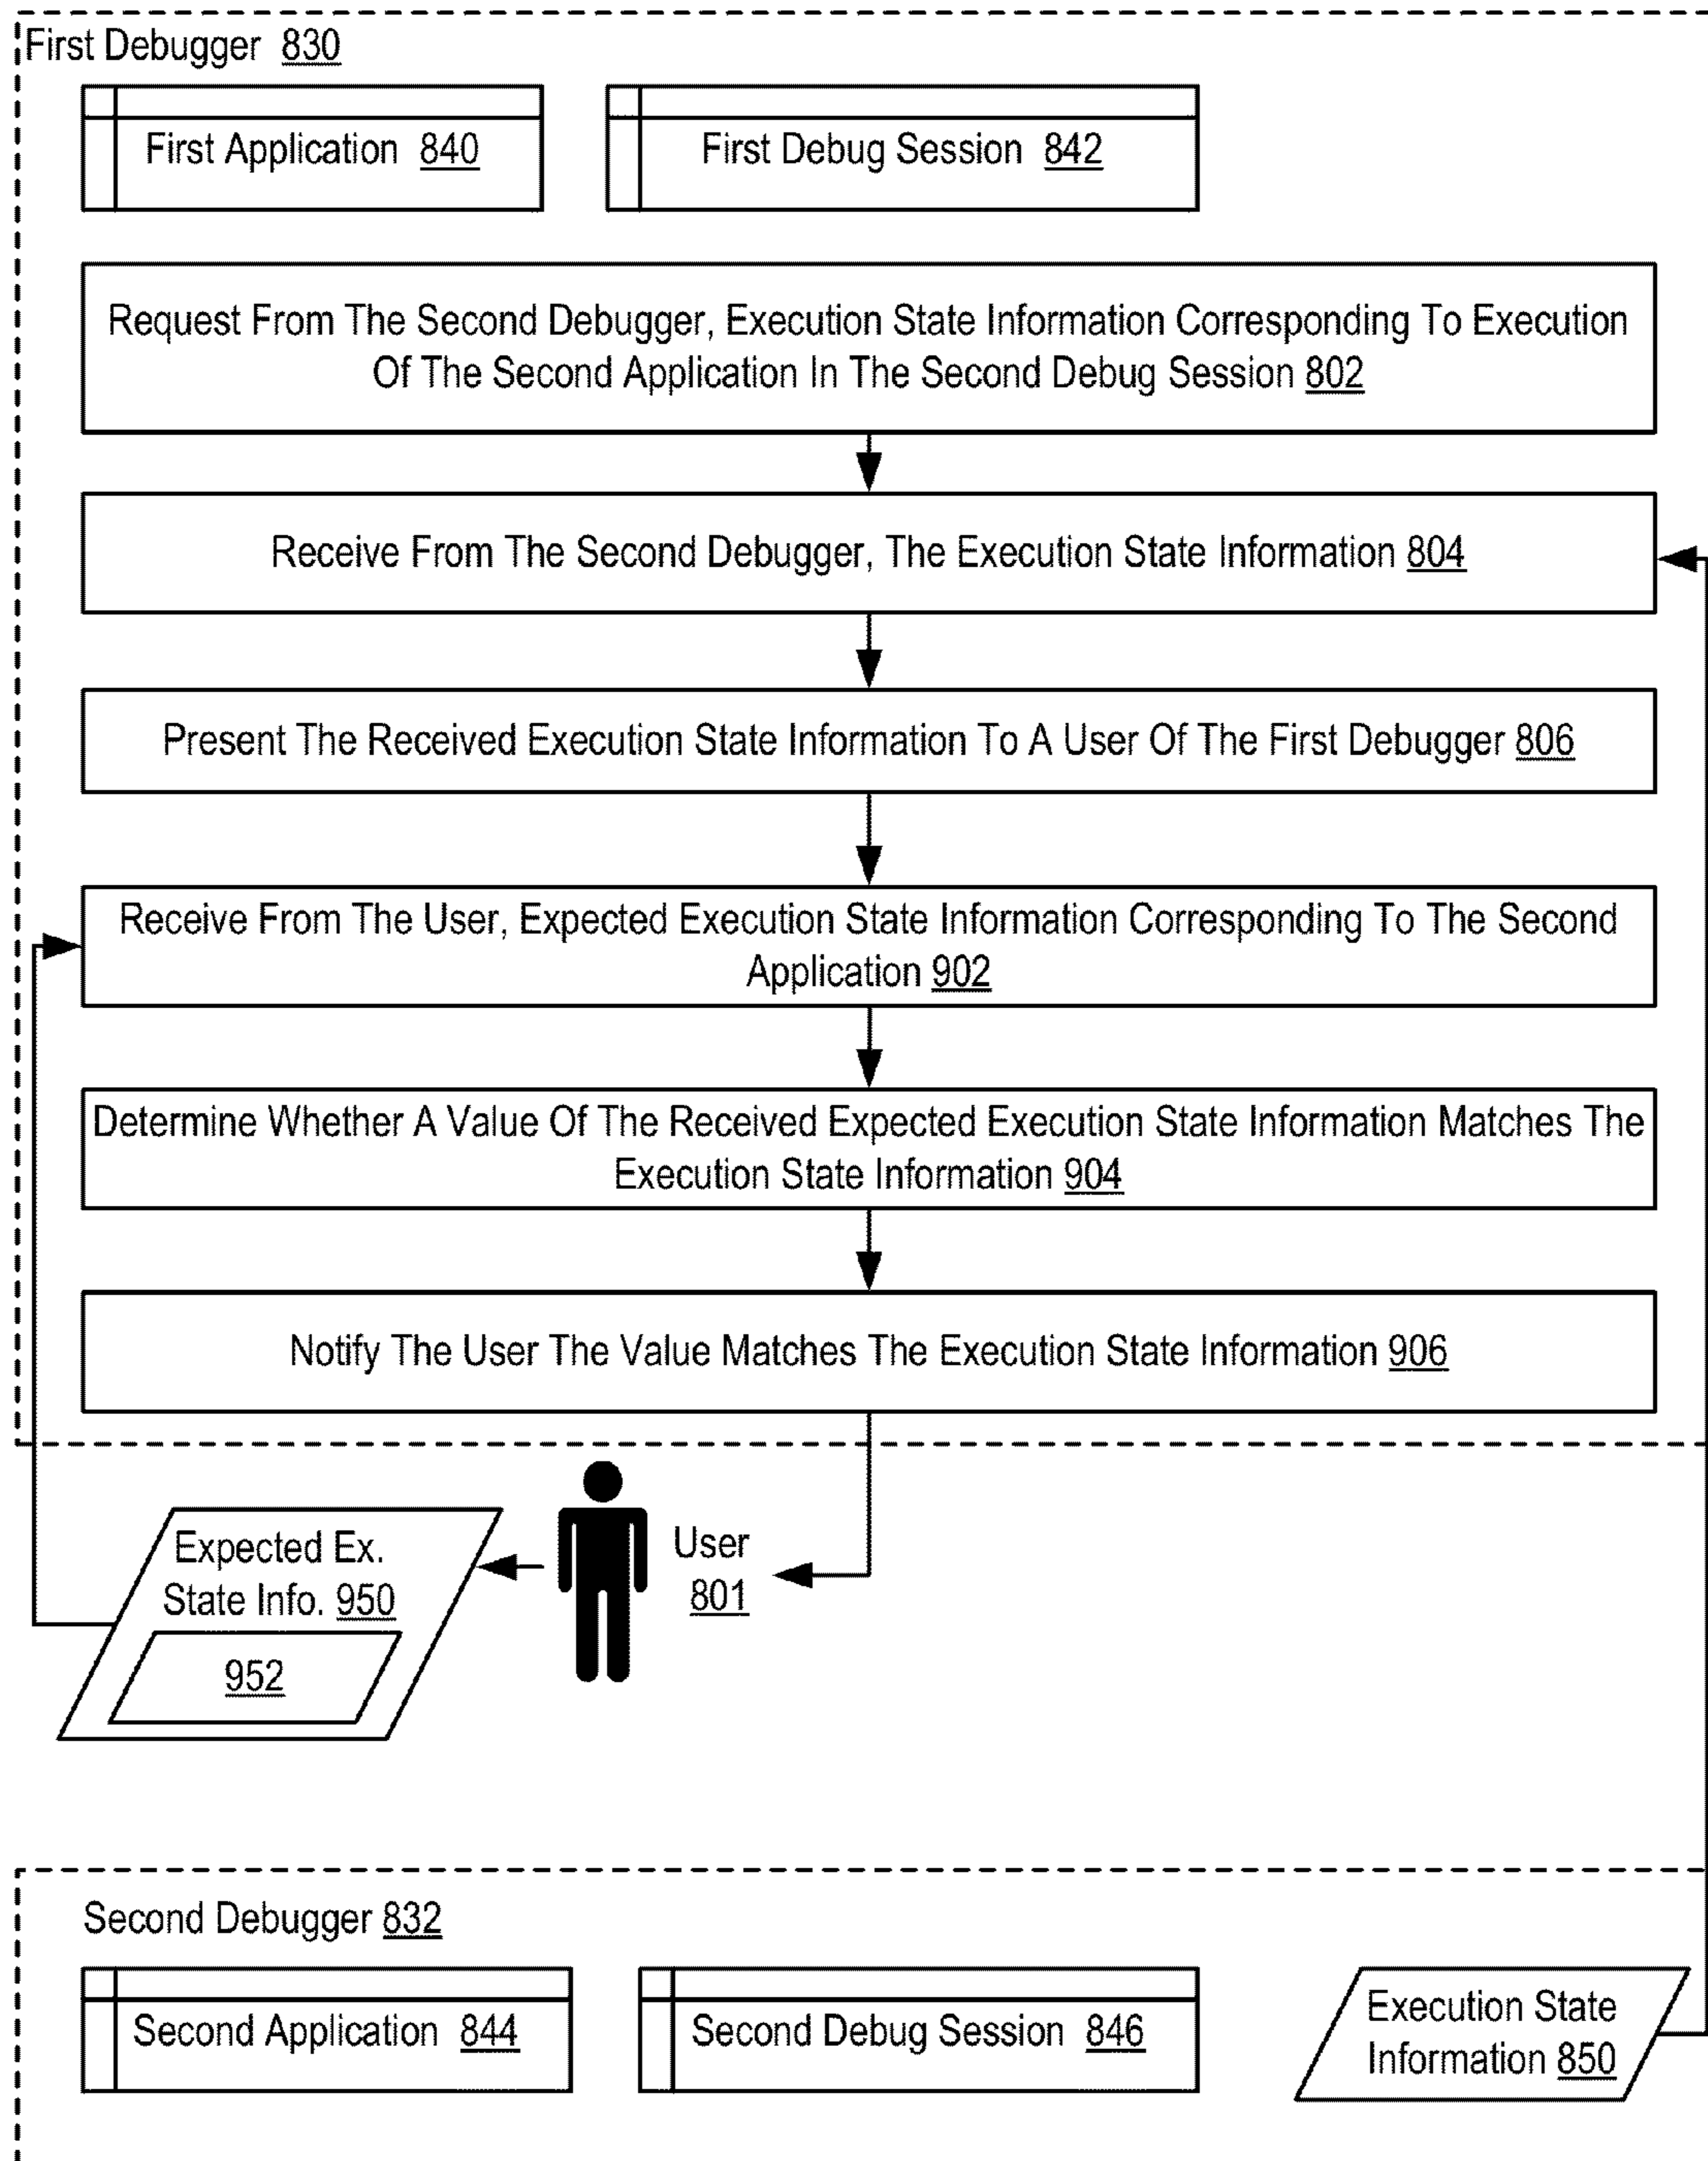 First Debugger 830
First Application 840
First Debug Session 842
Request From The Second Debugger, Execution State Information Corresponding To Execution
Of The Second Application In The Second Debug Session 802
Receive From The Second Debugger, The Execution State Information 804
Present The Received Execution State Information To A User Of The First Debugger 806
Receive From The User, Expected Execution State Information Corresponding To The Second
Application 902
Determine Whether A Value Of The Received Expected Execution State Information Matches The
Execution State Information 904
Notify The User The Value Matches The Execution State Information 906
Expected Ex.
State Info. 950
952
User
801
Second Debugger 832
Second Application 844
Second Debug Session 846
Execution State
Information 850